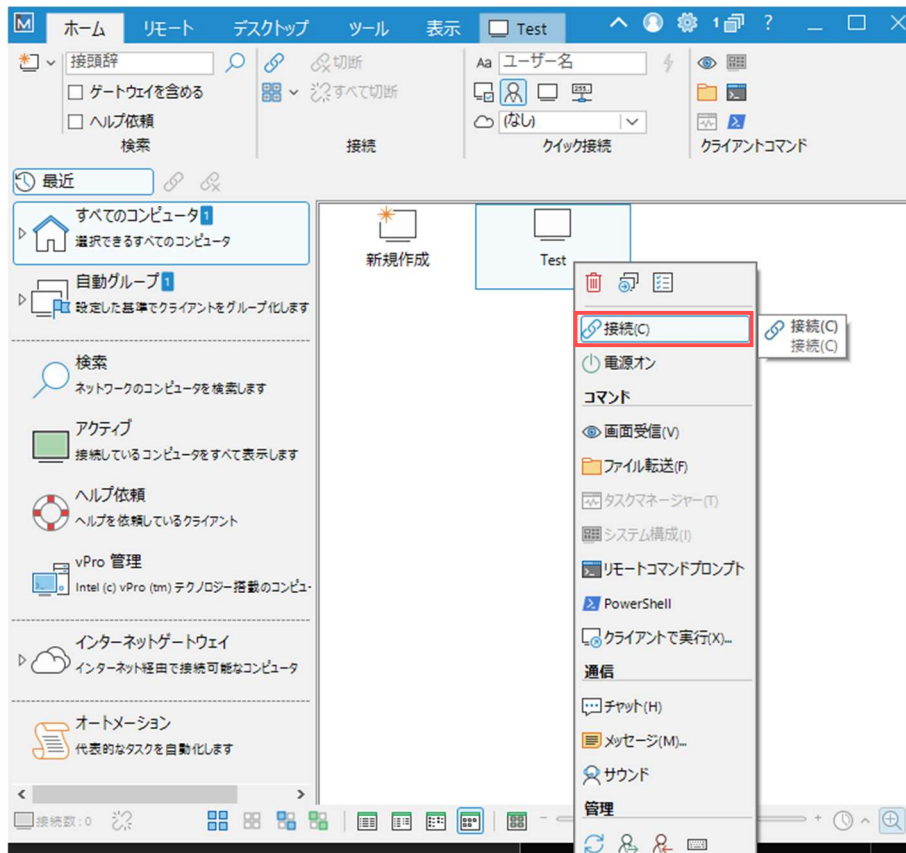 M
ホーム
リモート
デスクトップ
ツール
表示
Test
1
?
接頭辞
切断
Aa
ユーザー名
ゲートウェイを含める
すべて切断
ヘルプ依頼
(なし)
検索
接続
クイック接続
クライアントコマンド
最近
すべてのコンピュータ 1
選択できるすべてのコンピュータ
自動グループ 1
設定した基準でクライアントをグループ化します
検索
ネットワークのコンピュータを検索します
アクティブ
接続しているコンピュータをすべて表示します
ヘルプ依頼
ヘルプを依頼しているクライアント
vPro 管理
Intel (c) vPro (tm) テクノロジー搭載のコンピュ-
インターネットゲートウェイ
インターネット経由で接続可能なコンピュータ
オートメーション
代表的なタスクを自動化します
接続数:0
新規作成
Test
接続(C)
電源オン
コマンド
画面受信(V)
ファイル転送(F)
タスクマネージャー(T)
システム構成(I)
リモートコマンドプロンプト
PowerShell
クライアントで実行(X)...
通信
チャット(H)
メッセージ(M)...
サウンド
管理
接続(C)
接続(C)